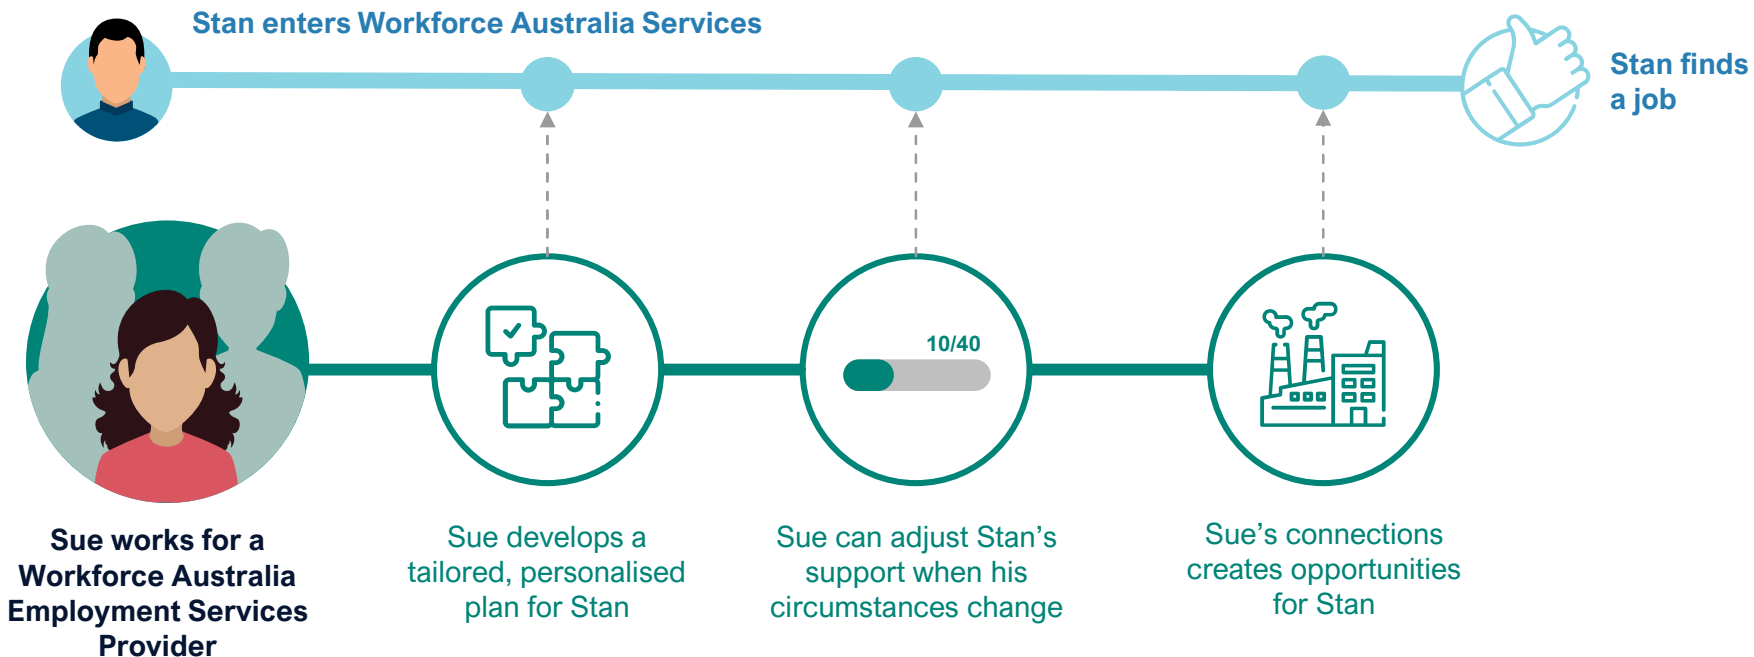 Stan enters Workforce Australia Services
Stan finds
a job
10/40
Sue works for a
Workforce Australia
Employment Services
Provider
Sue develops a
tailored, personalised
plan for Stan
Sue can adjust Stan's
support when his
circumstances change
Sue's connections
creates opportunities
for Stan